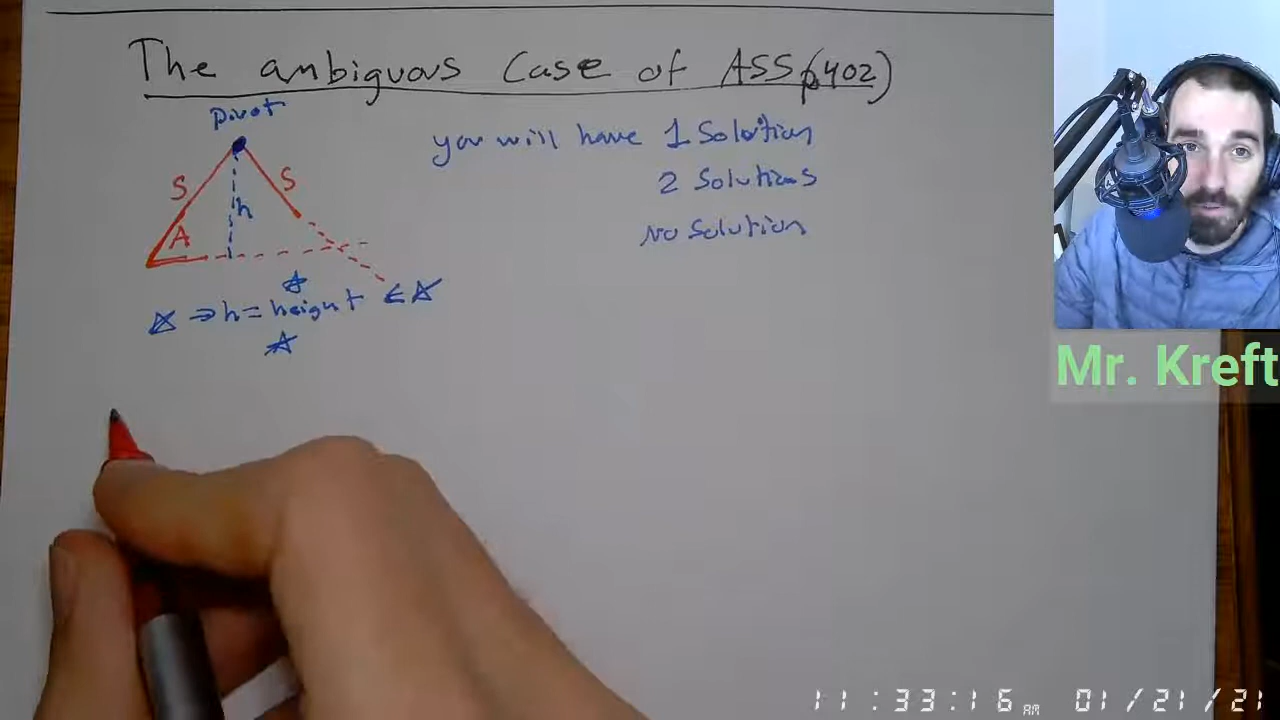 The ambiguous Case of ASS (p402)
Pivot
you will have 1 Solution
2 Solutions
No Solution
S
S
h
A
⇒ h = height ←
Mr. Kreft
11:33:16 AM 01/21/21